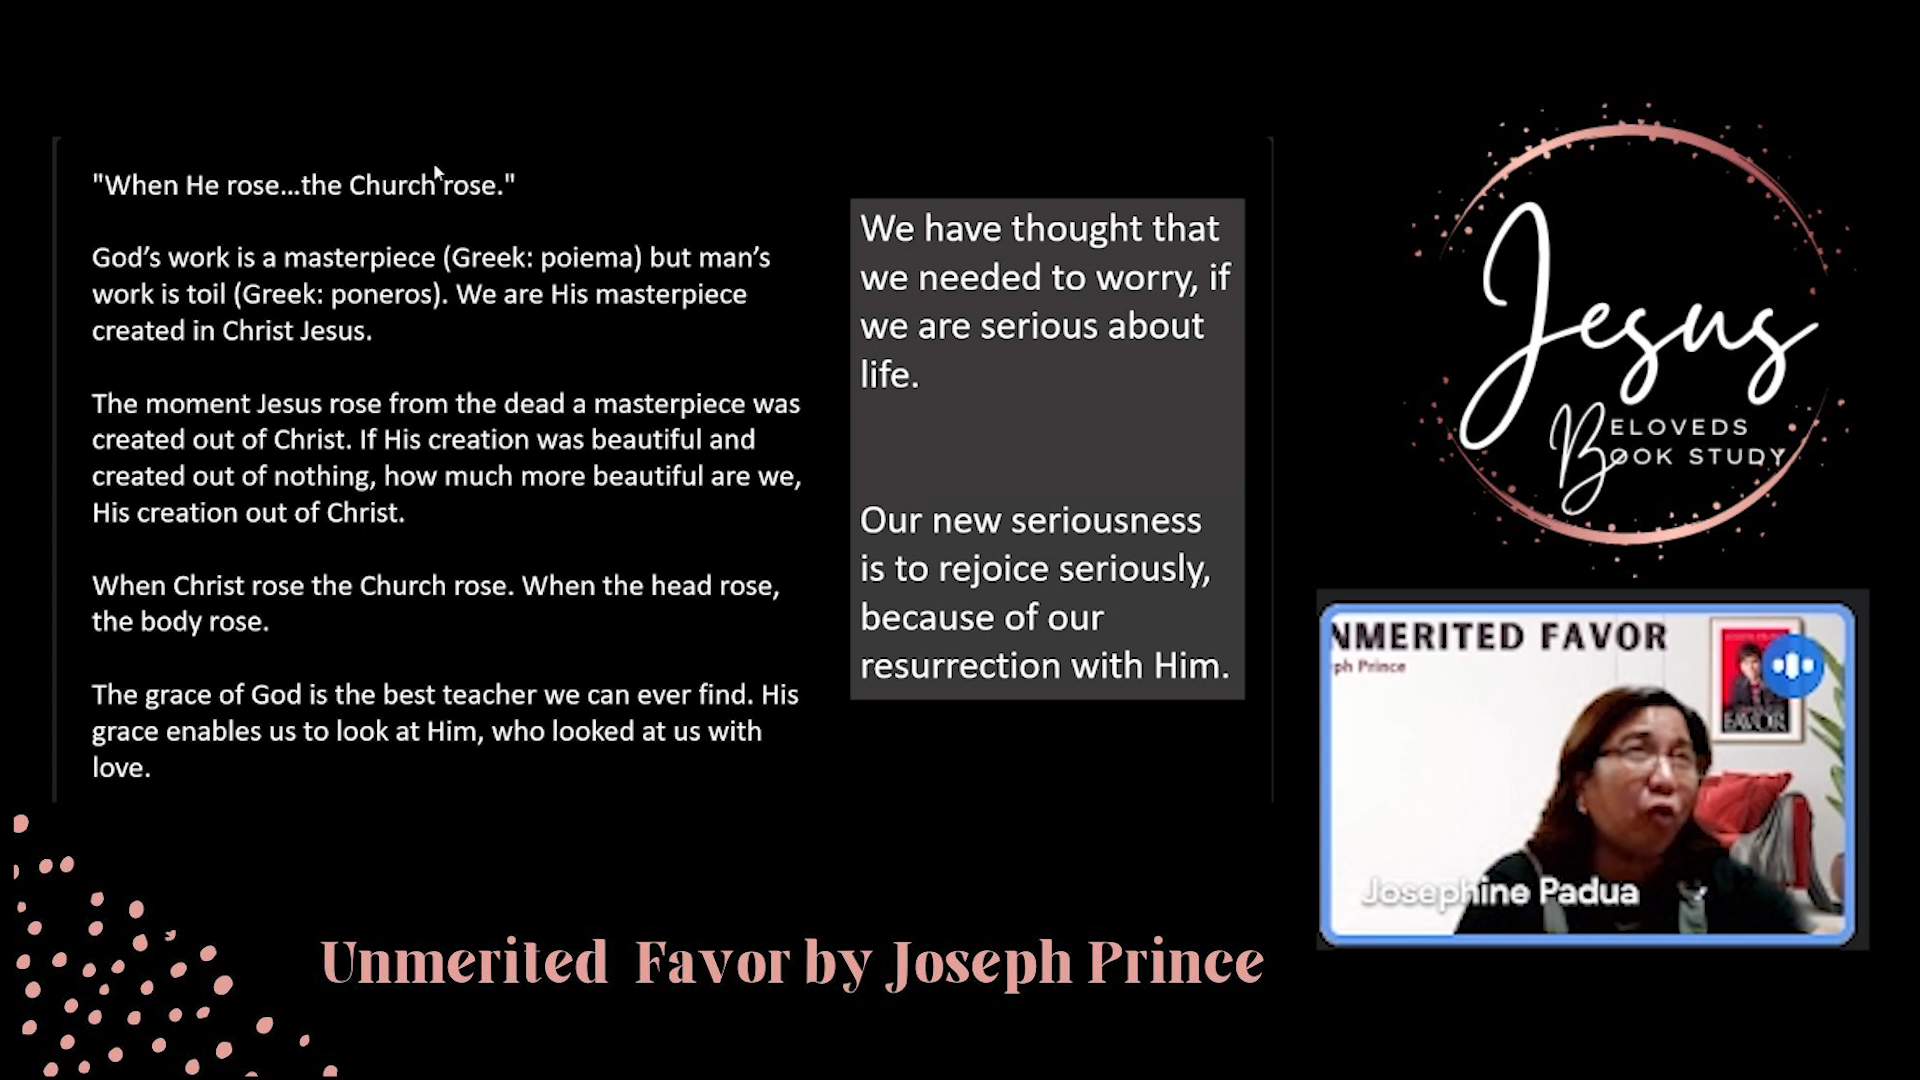 "When He rose...the Church rose."
God's work is a masterpiece (Greek: poiema) but man's
work is toil (Greek: poneros). We are His masterpiece
created in Christ Jesus.
The moment Jesus rose from the dead a masterpiece was
created out of Christ. If His creation was beautiful and
created out of nothing, how much more beautiful are we,
His creation out of Christ.
When Christ rose the Church rose. When the head rose,
the body rose.
The grace of God is the best teacher we can ever find. His
grace enables us to look at Him, who looked at us with
love.
We have thought that
we needed to worry, if
we are serious about
life.
Our new seriousness
is to rejoice seriously,
because of our
resurrection with Him.
Jesus
BELOVEDS
BOOK STUDY
NMERITED FAVOR
ph Prince
FAVOR
Josephine Padua
Unmerited Favor by Joseph Prince